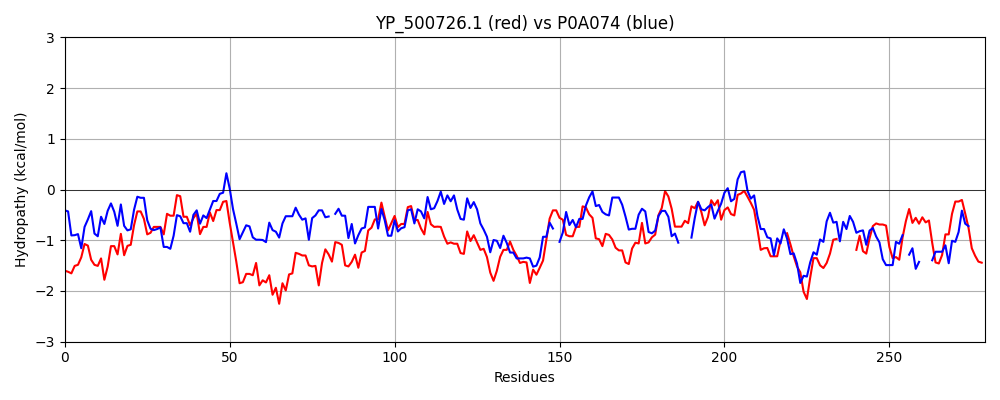 YP_500726.1 (red) vs P0A074 (blue)
Hydropathy (kcal/mol)
3
2
1
0
−1
−2
−3
0 50 100 150 200 250
Residues